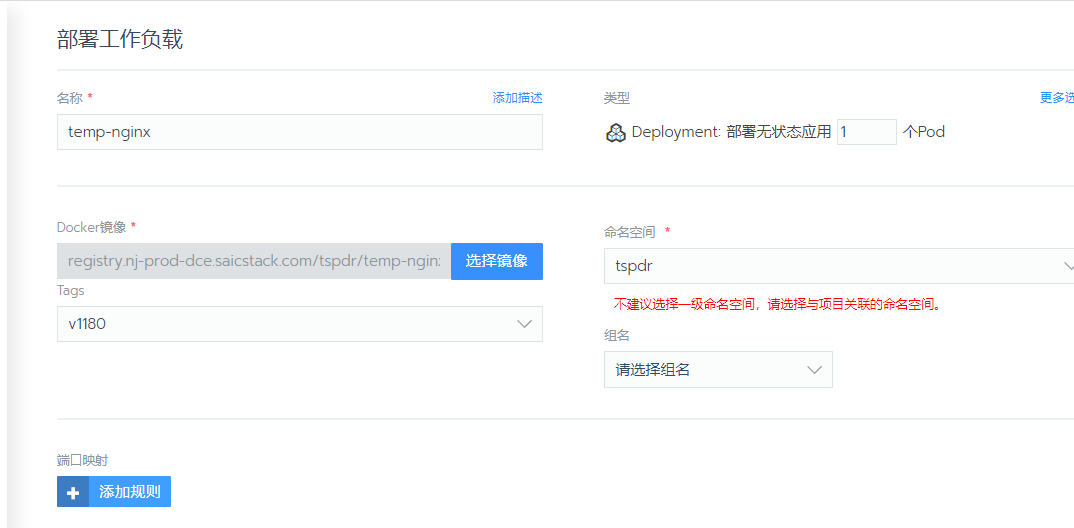 部署工作负载
名称 * 添加描述
temp-nginx
类型 更多选
Deployment: 部署无状态应用 1 个Pod
Docker镜像 *
registry.nj-prod-dce.saicstack.com/tspdr/temp-ngin: 选择镜像
Tags
v1180
命名空间 *
tspdr
不建议选择一级命名空间，请选择与项目关联的命名空间。
组名
请选择组名
端口映射
+ 添加规则